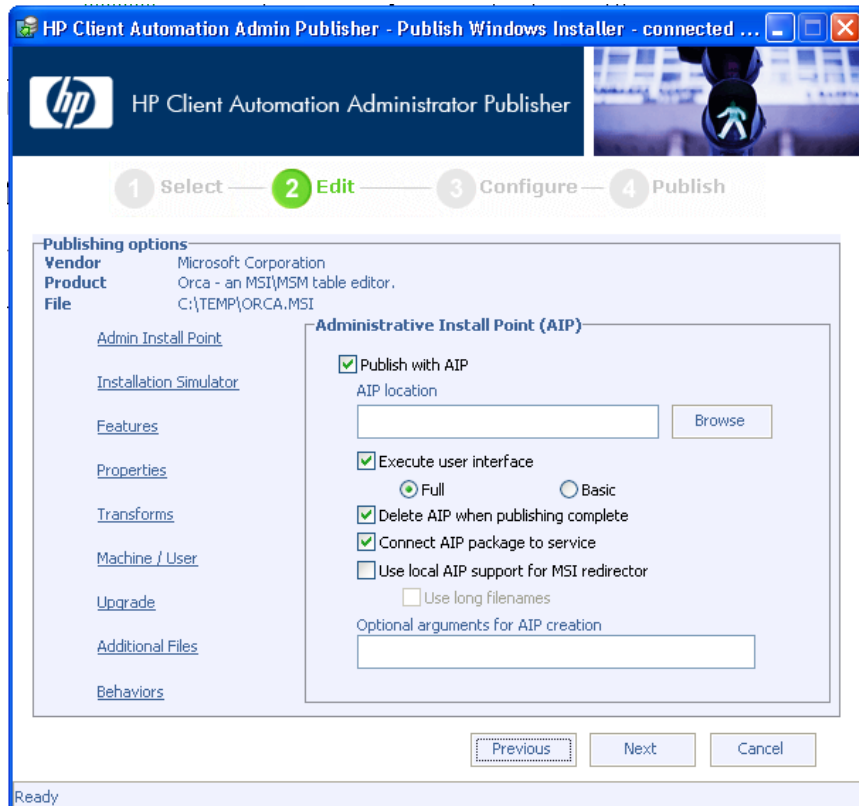 HP Client Automation Admin Publisher - Publish Windows Installer - connected ...
hp HP Client Automation Administrator Publisher
1 Select 2 Edit 3 Configure 4 Publish
Publishing options
Vendor Microsoft Corporation
Product Orca - an MSI\MSM table editor.
File C:\TEMP\ORCA.MSI
Admin Install Point
Installation Simulator
Features
Properties
Transforms
Machine / User
Upgrade
Additional Files
Behaviors
Administrative Install Point (AIP)
Publish with AIP
AIP location
Browse
Execute user interface
Full Basic
Delete AIP when publishing complete
Connect AIP package to service
Use local AIP support for MSI redirector
Use long filenames
Optional arguments for AIP creation
Previous Next Cancel
Ready